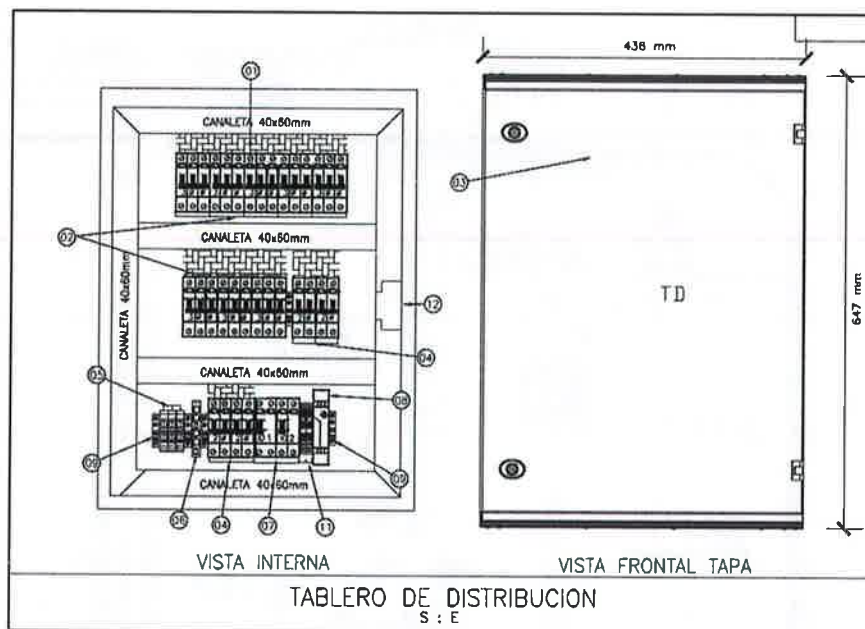 436 mm
01
CANALETA 40x60mm
03
02
CANALETA 40x60mm
CANALETA 40x60mm
TD
647 mm
12
04
CANALETA 40x60mm
05
08
09
09
CANALETA 40x60mm
06
04
07
11
VISTA INTERNA
VISTA FRONTAL TAPA
TABLERO DE DISTRIBUCION
S : E